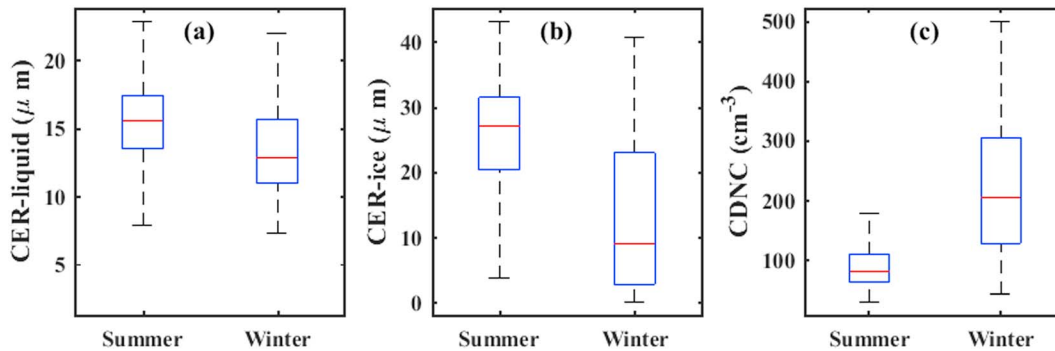 (a)
CER-liquid (μ m)
20
15
10
5
Summer Winter
(b)
CER-ice (μ m)
40
30
20
10
0
Summer Winter
(c)
CDNC (cm-3)
500
400
300
200
100
Summer Winter